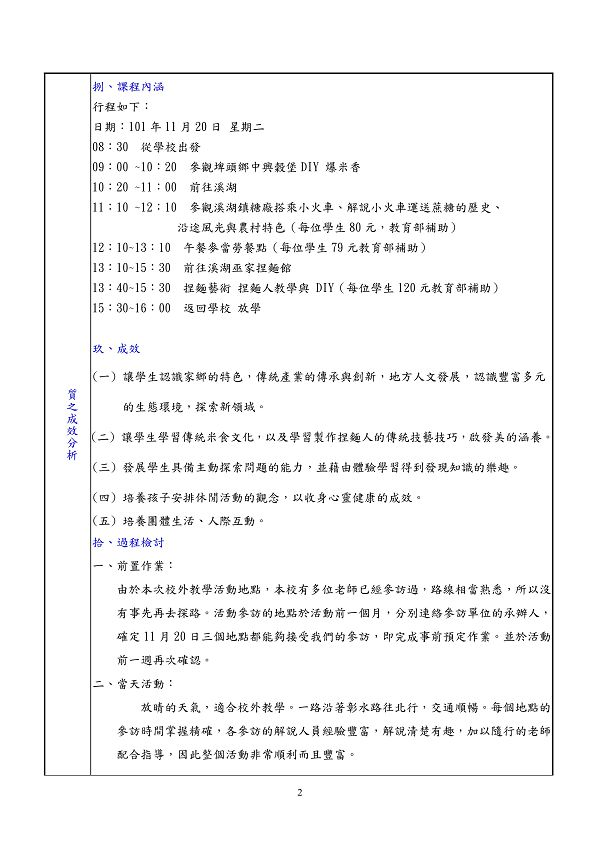 捌、課程內涵
行程如下：
日期：101 年 11 月 20 日 星期二
08：30 從學校出發
09：00 ~10：20 參觀埤頭鄉中興穀堡 DIY 爆米香
10：20 ~11：00 前往溪湖
11：10 ~12：10 參觀溪湖鎮糖廠搭乘小火車、解說小火車運送蔗糖的歷史、
沿途風光與農村特色（每位學生 80 元，教育部補助）
12：10~13：10 午餐麥當勞餐點（每位學生 79 元教育部補助）
13：10~15：30 前往溪湖巫家捏麵館
13：40~15：30 捏麵藝術 捏麵人教學與 DIY（每位學生 120 元教育部補助）
15：30~16：00 返回學校 放學
玖、成效
(一) 讓學生認識家鄉的特色，傳統產業的傳承與創新，地方人文發展，認識豐富多元
的生態環境，探索新領域。
(二) 讓學生學習傳統米食文化，以及學習製作捏麵人的傳統技藝技巧，啟發美的涵養。
(三) 發展學生具備主動探索問題的能力，並藉由體驗學習得到發現知識的樂趣。
(四) 培養孩子安排休閒活動的觀念，以收身心靈健康的成效。
(五) 培養團體生活、人際互動。
質之成效分析
拾、過程檢討
一、前置作業：
由於本次校外教學活動地點，本校有多位老師已經參訪過，路線相當熟悉，所以沒
有事先再去探路。活動參訪的地點於活動前一個月，分別連絡參訪單位的承辦人，
確定 11 月 20 日三個地點都能夠接受我們的參訪，即完成事前預定作業。並於活動
前一週再次確認。
二、當天活動：
放晴的天氣，適合校外教學。一路沿著彰水路往北行，交通順暢。每個地點的
參訪時間掌握精確，各參訪的解說人員經驗豐富，解說清楚有趣，加以隨行的老師
配合指導，因此整個活動非常順利而且豐富。
2